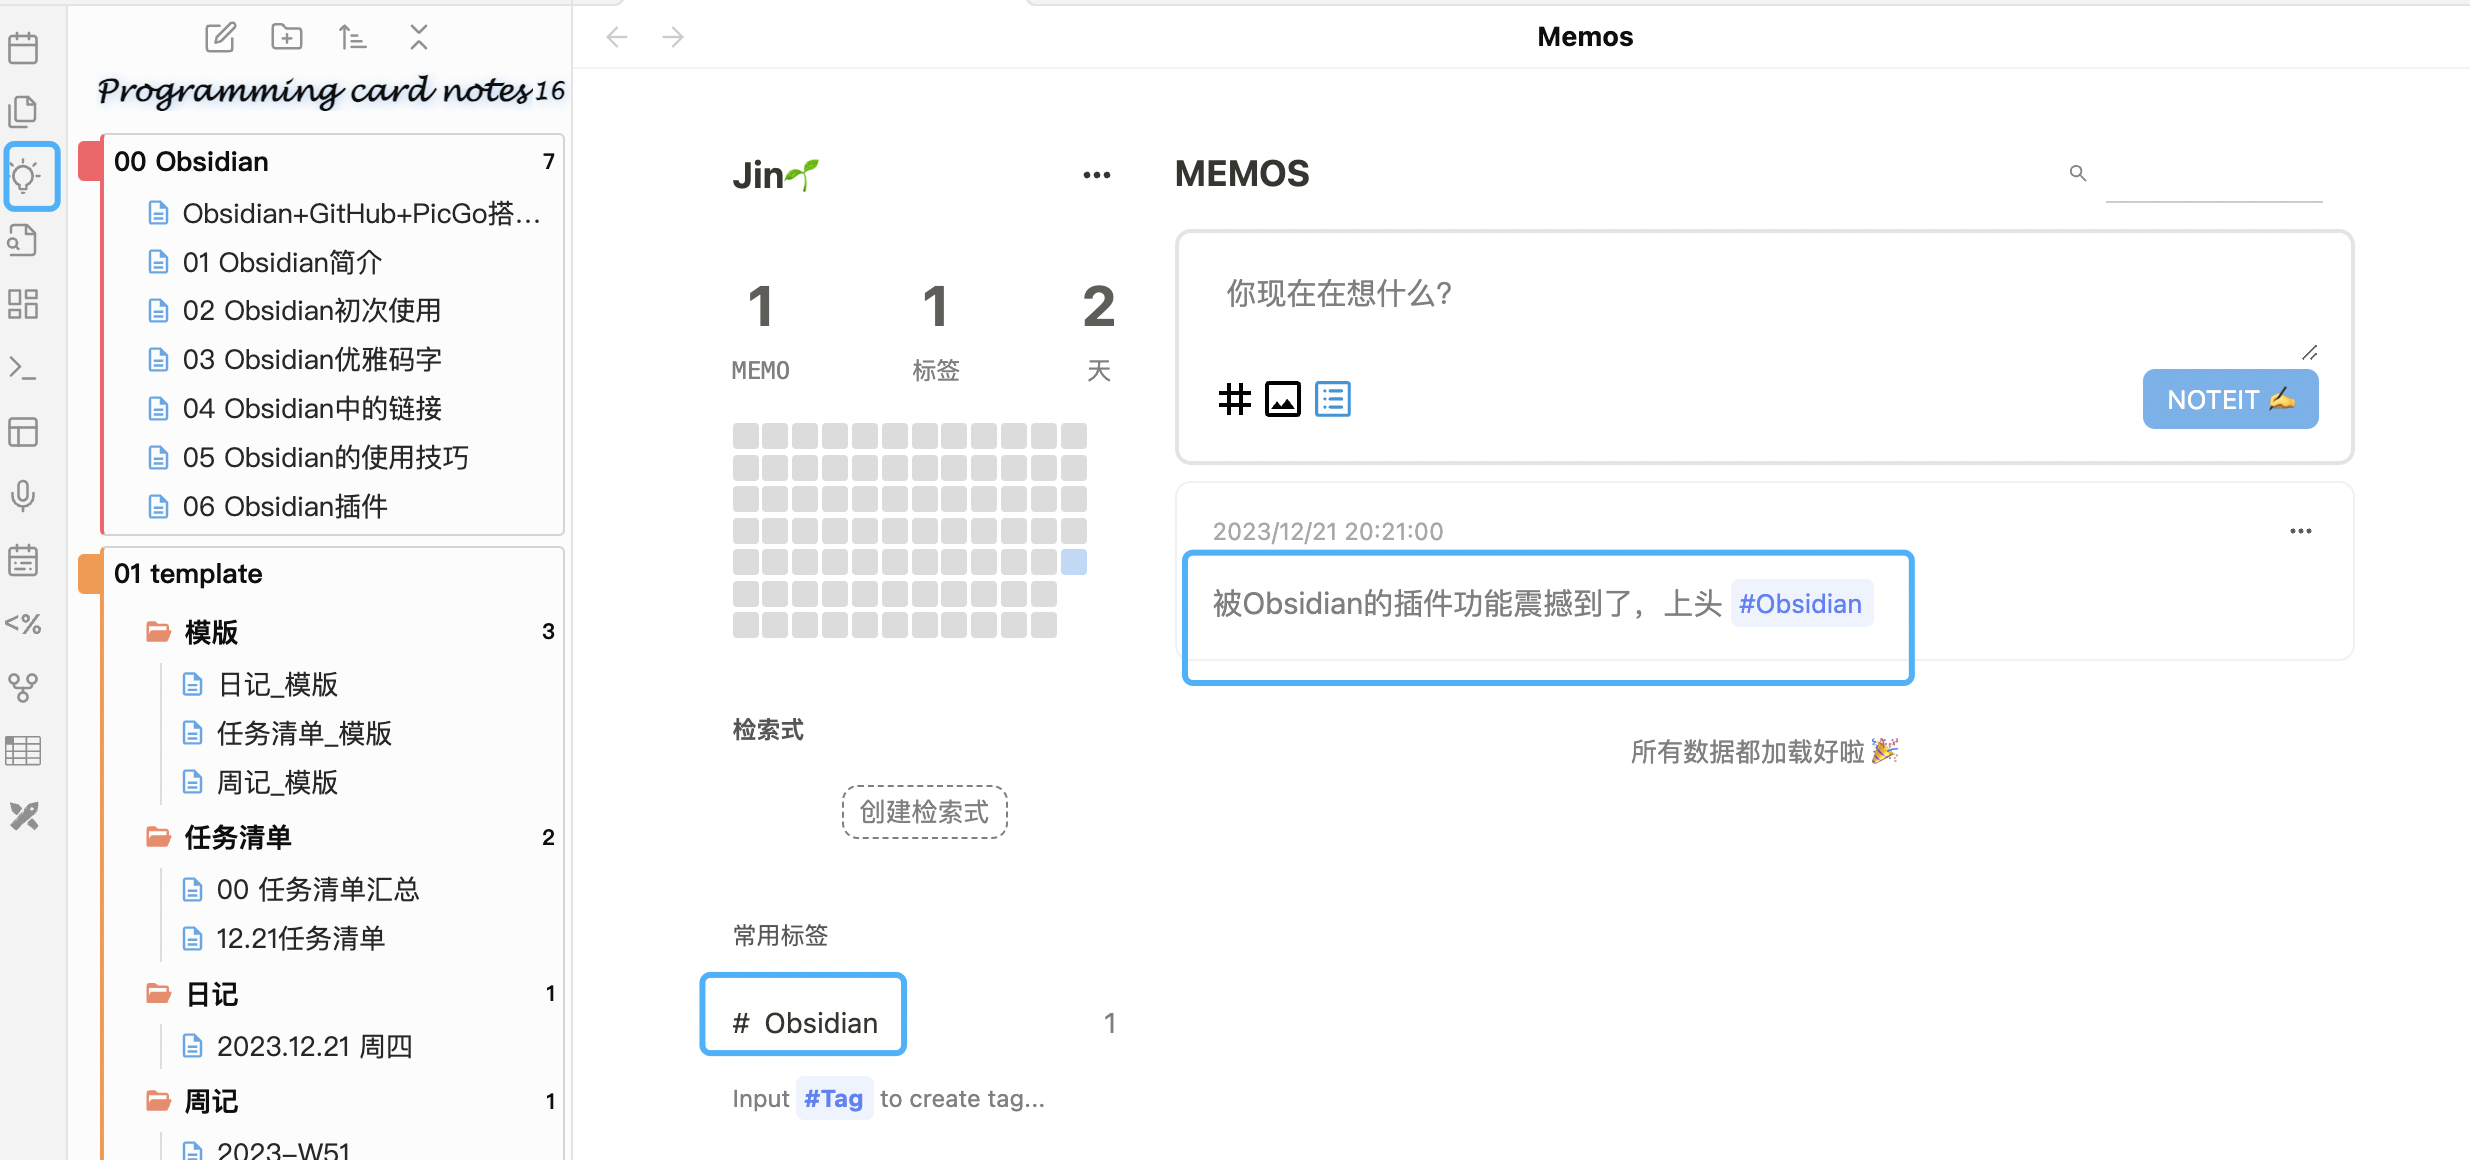 Programming card notes 16
00 Obsidian 7
Obsidian+GitHub+PicGo搭...
01 Obsidian简介
02 Obsidian初次使用
03 Obsidian优雅码字
04 Obsidian中的链接
05 Obsidian的使用技巧
06 Obsidian插件
01 template
模版 3
日记_模版
任务清单_模版
周记_模版
任务清单 2
00 任务清单汇总
12.21任务清单
日记 1
2023.12.21 周四
周记 1
2023-W51
<%
Memos
Jin🌱 •••
1 1 2
MEMO 标签 天
检索式
创建检索式
常用标签
# Obsidian 1
Input #Tag to create tag...
MEMOS
你现在在想什么?
NOTEIT ✍️
2023/12/21 20:21:00
被Obsidian的插件功能震撼到了，上头 #Obsidian
所有数据都加载好啦🎉